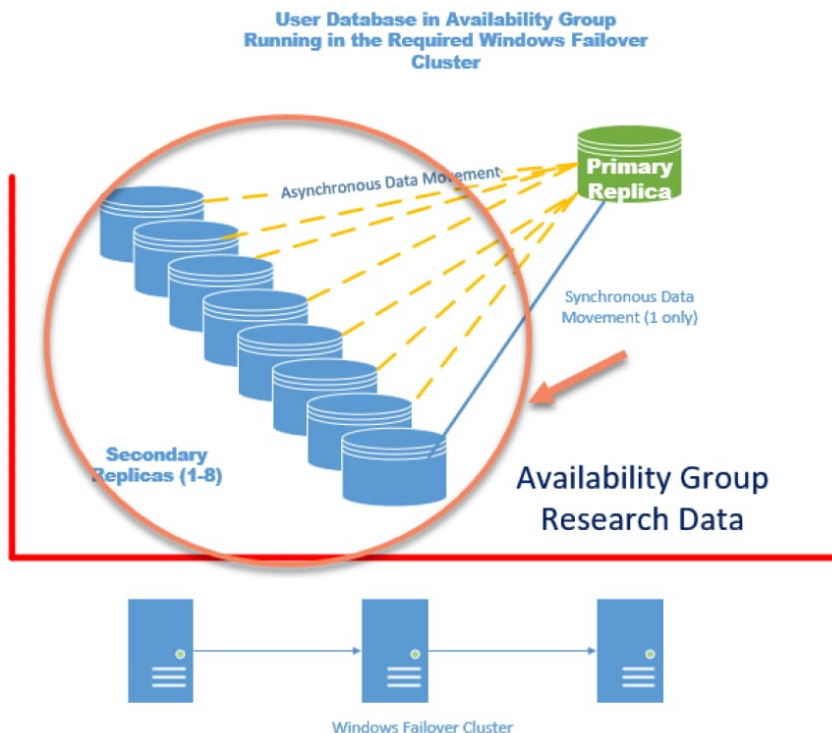 User Database in Availability Group
Running in the Required Windows Failover
Cluster
Primary
Replica
Asynchronous Data Movement
Synchronous Data
Movement (1 only)
Secondary
Replicas (1-8)
Availability Group
Research Data
Windows Failover Cluster